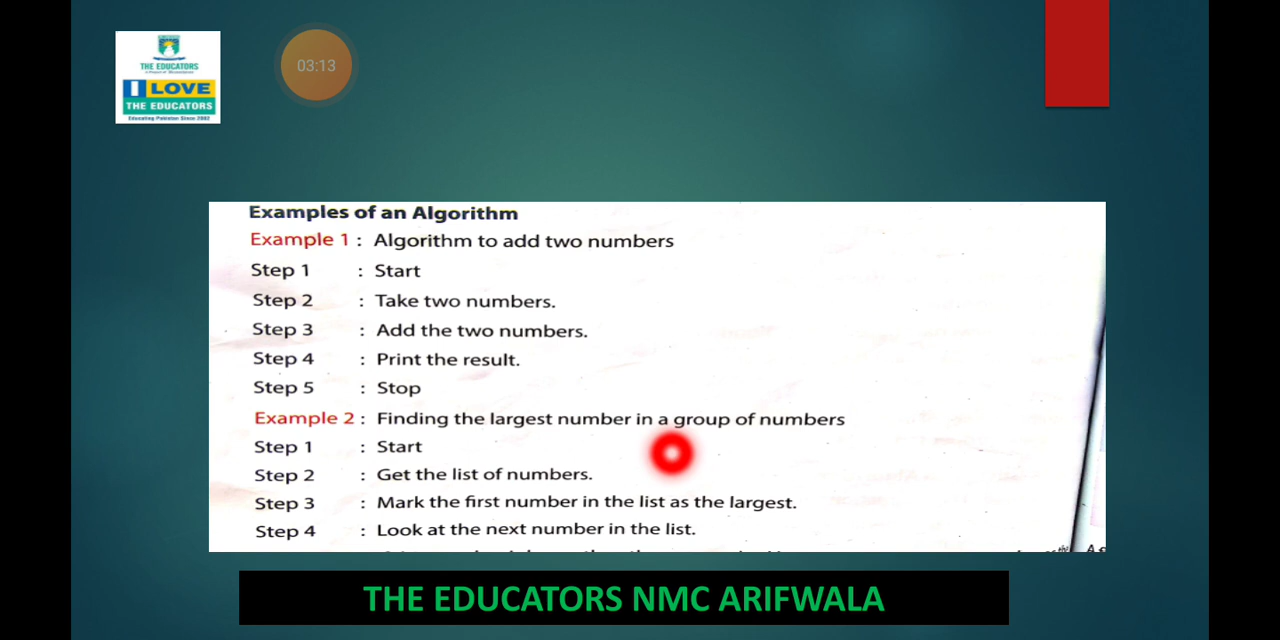 THE EDUCATORS
I LOVE
THE EDUCATORS
Educating Pakistan Since 2002
03:13
Examples of an Algorithm
Example 1 : Algorithm to add two numbers
Step 1 : Start
Step 2 : Take two numbers.
Step 3 : Add the two numbers.
Step 4 : Print the result.
Step 5 : Stop
Example 2 : Finding the largest number in a group of numbers
Step 1 : Start
Step 2 : Get the list of numbers.
Step 3 : Mark the first number in the list as the largest.
Step 4 : Look at the next number in the list.
THE EDUCATORS NMC ARIFWALA